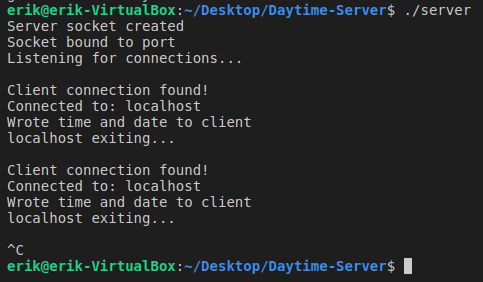 erik@erik-VirtualBox:~/Desktop/Daytime-Server$ ./server
Server socket created
Socket bound to port
Listening for connections...
Client connection found!
Connected to: localhost
Wrote time and date to client
localhost exiting...
Client connection found!
Connected to: localhost
Wrote time and date to client
localhost exiting...
^C
erik@erik-VirtualBox:~/Desktop/Daytime-Server$